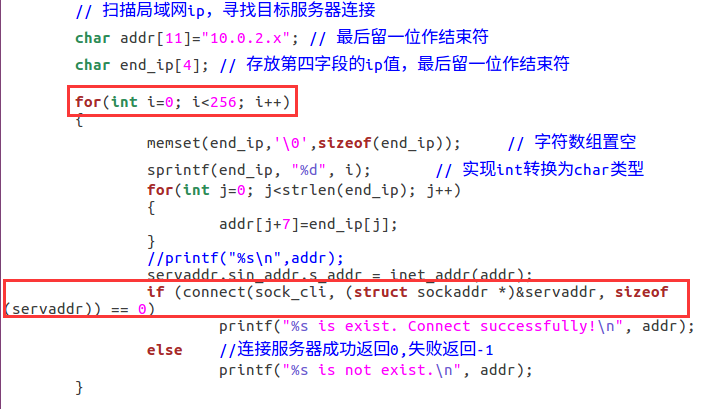 // 扫描局域网ip，寻找目标服务器连接
char addr[11]="10.0.2.x"; // 最后留一位作结束符
char end_ip[4]; // 存放第四字段的ip值，最后留一位作结束符
for(int i=0; i<256; i++)
{
memset(end_ip,'\0',sizeof(end_ip)); // 字符数组置空
sprintf(end_ip, "%d", i); // 实现int转换为char类型
for(int j=0; j<strlen(end_ip); j++)
{
addr[j+7]=end_ip[j];
}
//printf("%s\n",addr);
servaddr.sin_addr.s_addr = inet_addr(addr);
if (connect(sock_cli, (struct sockaddr *)&servaddr, sizeof
(servaddr)) == 0)
printf("%s is exist. Connect successfully!\n", addr);
else //连接服务器成功返回0,失败返回-1
printf("%s is not exist.\n", addr);
}